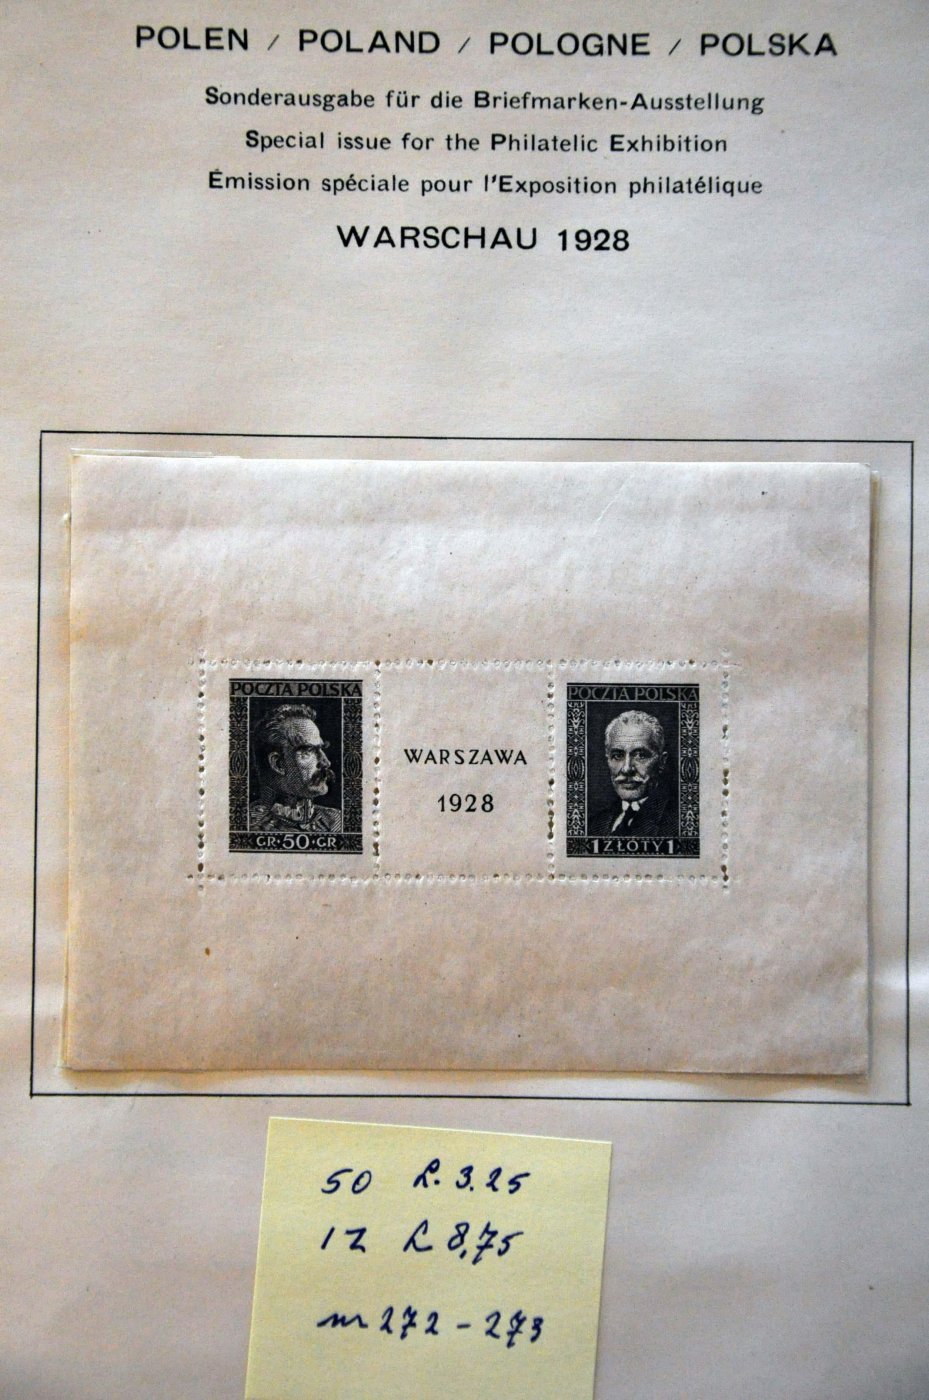 POLEN / POLAND / POLOGNE / POLSKA
Sonderausgabe für die Briefmarken-Ausstellung
Special issue for the Philatelic Exhibition
Émission spéciale pour l'Exposition philatélique
WARSCHAU 1928
POCZTA POLSKA
GR·50·GR
WARSZAWA
1928
POCZTA POLSKA
1 ZŁOTY 1
50 £. 3.25
1Z £ 8,75
nr 272 - 273